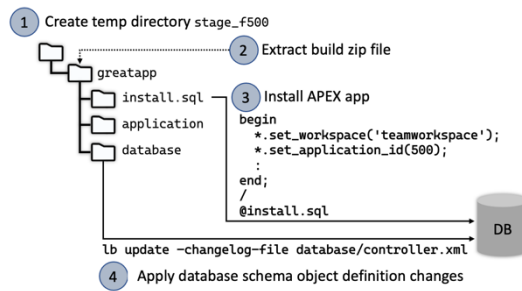 1 Create temp directory stage_f500
2 Extract build zip file
greatapp
install.sql
application
database
3 Install APEX app
begin
*.set_workspace('teamworkspace');
*.set_application_id(500);
:
end;
/
@install.sql
DB
lb update -changelog-file database/controller.xml
4 Apply database schema object definition changes